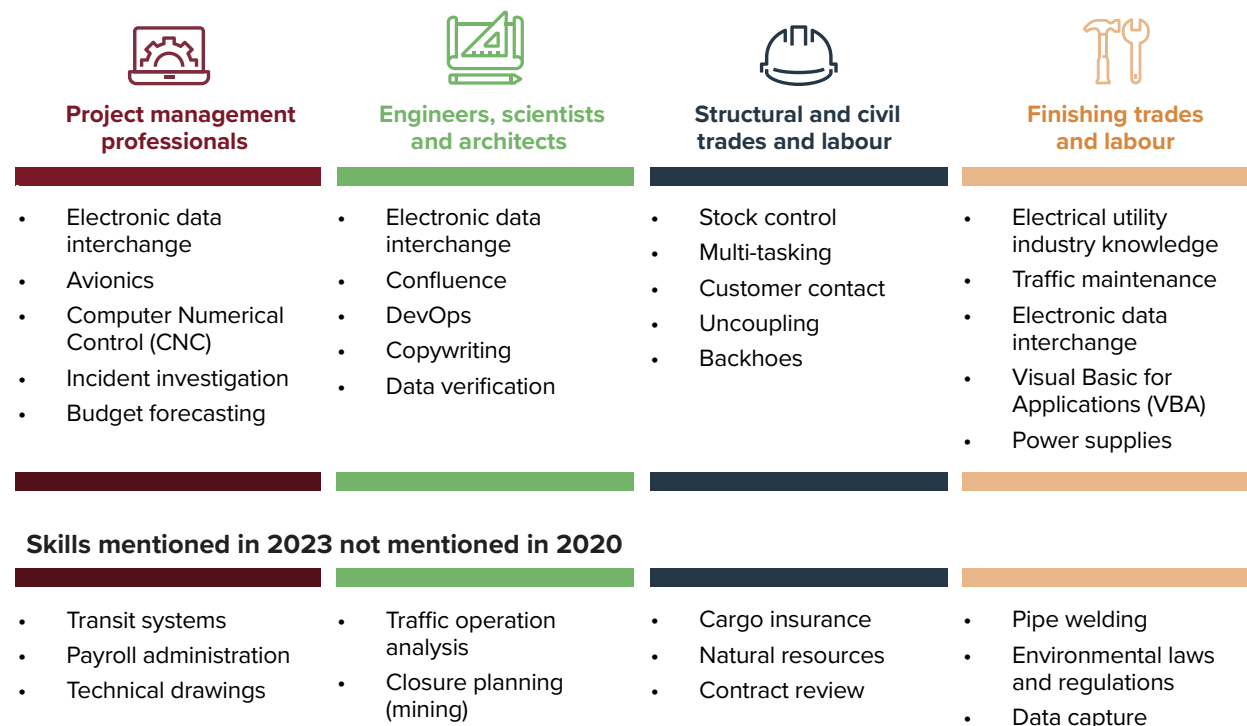 Project management
professionals
Engineers, scientists
and architects
Structural and civil
trades and labour
Finishing trades
and labour
• Electronic data
interchange
• Avionics
• Computer Numerical
Control (CNC)
• Incident investigation
• Budget forecasting
• Electronic data
interchange
• Confluence
• DevOps
• Copywriting
• Data verification
• Stock control
• Multi-tasking
• Customer contact
• Uncoupling
• Backhoes
• Electrical utility
industry knowledge
• Traffic maintenance
• Electronic data
interchange
• Visual Basic for
Applications (VBA)
• Power supplies
Skills mentioned in 2023 not mentioned in 2020
• Transit systems
• Payroll administration
• Technical drawings
• Traffic operation
analysis
• Closure planning
(mining)
• Cargo insurance
• Natural resources
• Contract review
• Pipe welding
• Environmental laws
and regulations
• Data capture